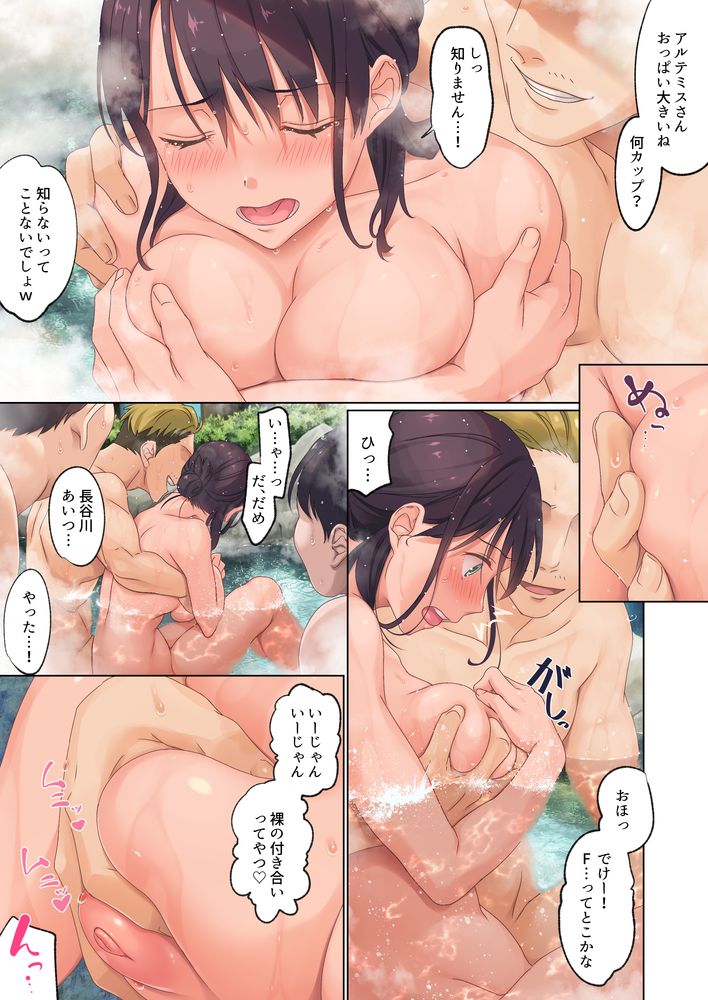 アルテミスさん
おっぱい大きいね
何カップ？
しっ
知りません…！
知らないって
ことないでしょw
ぬっ
ひっ…
がしっ
おほっ
でけー！
F…ってとこかな
い…ゃ…っ
だ、だめ
長谷川
あいつ…
やった…！
いーじゃん
いーじゃん
裸の付き合い
ってやつ♡
ムニッ♡
ムニッ♡
んっ…